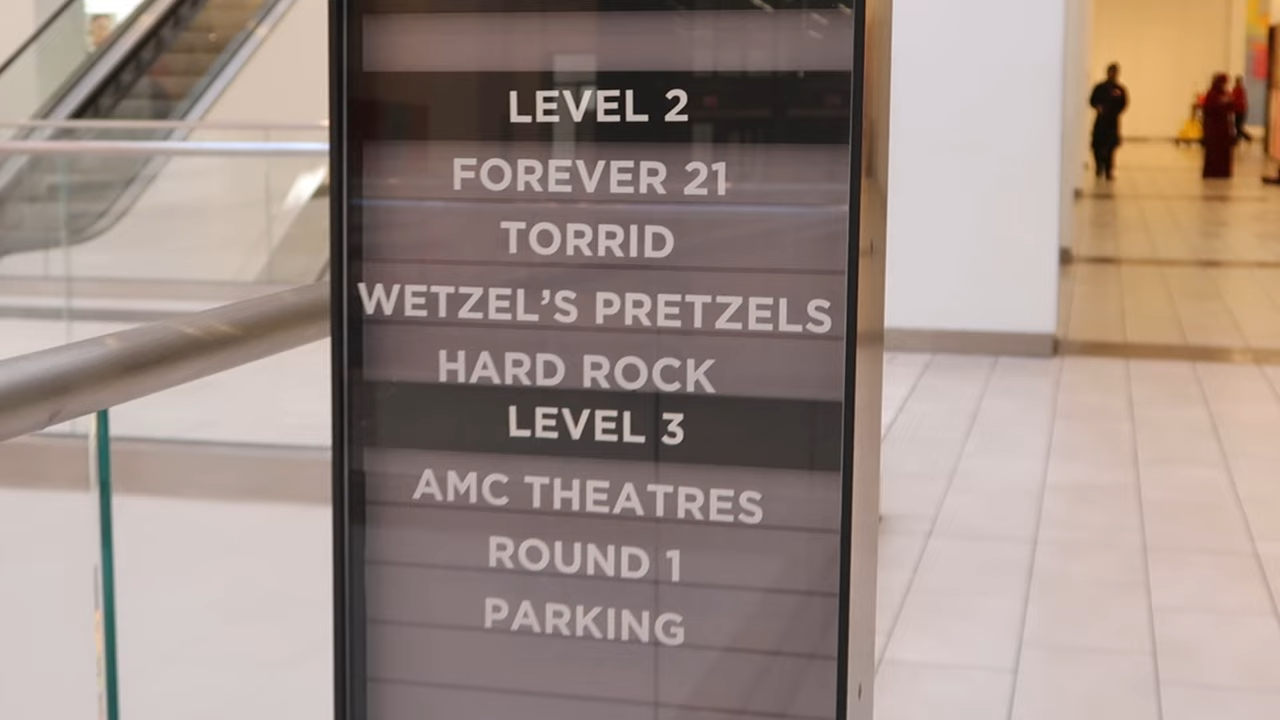 LEVEL 2
FOREVER 21
TORRID
WETZEL'S PRETZELS
HARD ROCK
LEVEL 3
AMC THEATRES
ROUND 1
PARKING